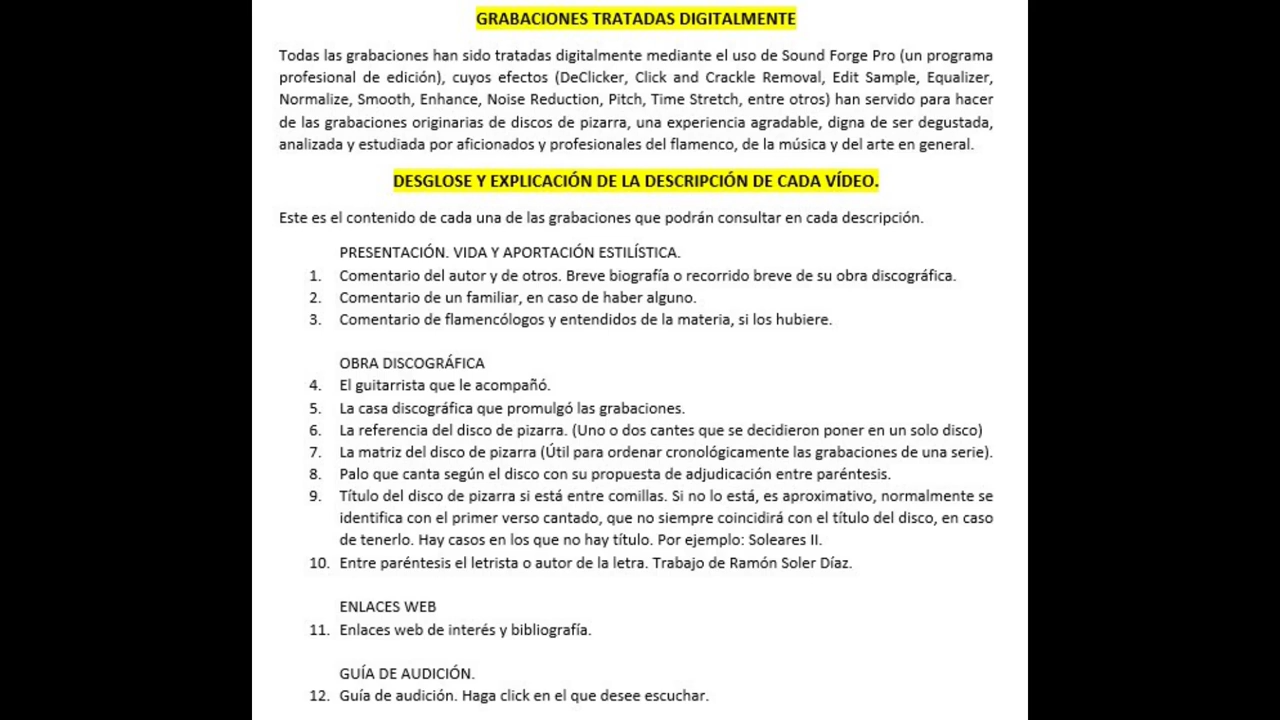 GRABACIONES TRATADAS DIGITALMENTE
Todas las grabaciones han sido tratadas digitalmente mediante el uso de Sound Forge Pro (un programa
profesional de edición), cuyos efectos (DeClicker, Click and Crackle Removal, Edit Sample, Equalizer,
Normalize, Smooth, Enhance, Noise Reduction, Pitch, Time Stretch, entre otros) han servido para hacer
de las grabaciones originarias de discos de pizarra, una experiencia agradable, digna de ser degustada,
analizada y estudiada por aficionados y profesionales del flamenco, de la música y del arte en general.
DESGLOSE Y EXPLICACIÓN DE LA DESCRIPCIÓN DE CADA VÍDEO.
Este es el contenido de cada una de las grabaciones que podrán consultar en cada descripción.
PRESENTACIÓN. VIDA Y APORTACIÓN ESTILÍSTICA.
1. Comentario del autor y de otros. Breve biografía o recorrido breve de su obra discográfica.
2. Comentario de un familiar, en caso de haber alguno.
3. Comentario de flamencólogos y entendidos de la materia, si los hubiere.
OBRA DISCOGRÁFICA
4. El guitarrista que le acompañó.
5. La casa discográfica que promulgó las grabaciones.
6. La referencia del disco de pizarra. (Uno o dos cantes que se decidieron poner en un solo disco)
7. La matriz del disco de pizarra (Útil para ordenar cronológicamente las grabaciones de una serie).
8. Palo que canta según el disco con su propuesta de adjudicación entre paréntesis.
9. Título del disco de pizarra si está entre comillas. Si no lo está, es aproximativo, normalmente se
identifica con el primer verso cantado, que no siempre coincidirá con el título del disco, en caso
de tenerlo. Hay casos en los que no hay título. Por ejemplo: Soleares II.
10. Entre paréntesis el letrista o autor de la letra. Trabajo de Ramón Soler Díaz.
ENLACES WEB
11. Enlaces web de interés y bibliografía.
GUÍA DE AUDICIÓN.
12. Guía de audición. Haga click en el que desee escuchar.